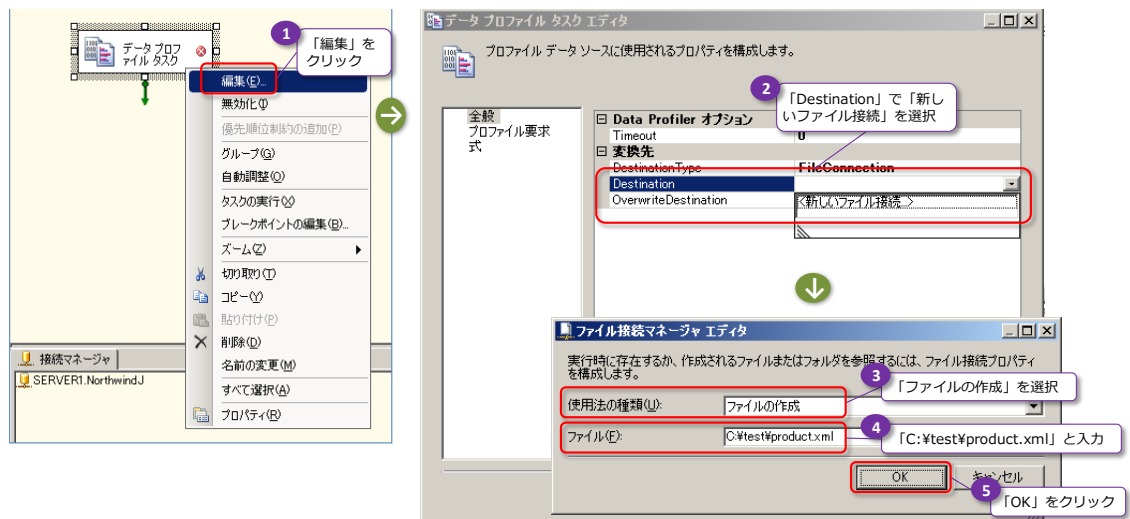 データ プロフ
ァイル タスク
1
「編集」を
クリック
編集(E)...
無効化(I)
優先順位制約の追加(P)
グループ(G)
自動調整(O)
タスクの実行(X)
ブレークポイントの編集(B)...
ズーム(Z)
切り取り(T)
コピー(Y)
貼り付け(P)
削除(D)
名前の変更(M)
すべて選択(A)
プロパティ(R)
接続マネージャ
SERVER1.NorthwindJ
データ プロファイル タスク エディタ
プロファイル データ ソースに使用されるプロパティを構成します。
2
「Destination」で「新し
いファイル接続」を選択
全般
プロファイル要求
式
Data Profiler オプション
Timeout 0
変換先
DestinationType FileConnection
Destination
OverwriteDestination
<新しいファイル接続...>
ファイル接続マネージャ エディタ
実行時に存在するか、作成されるファイルまたはフォルダを参照するには、ファイル接続プロパティ
を構成します。
3
「ファイルの作成」を選択
使用法の種類(U): ファイルの作成
4
「C:¥test¥product.xml」と入力
ファイル(F): C:¥test¥product.xml
OK
キャンセル
5
「OK」をクリック